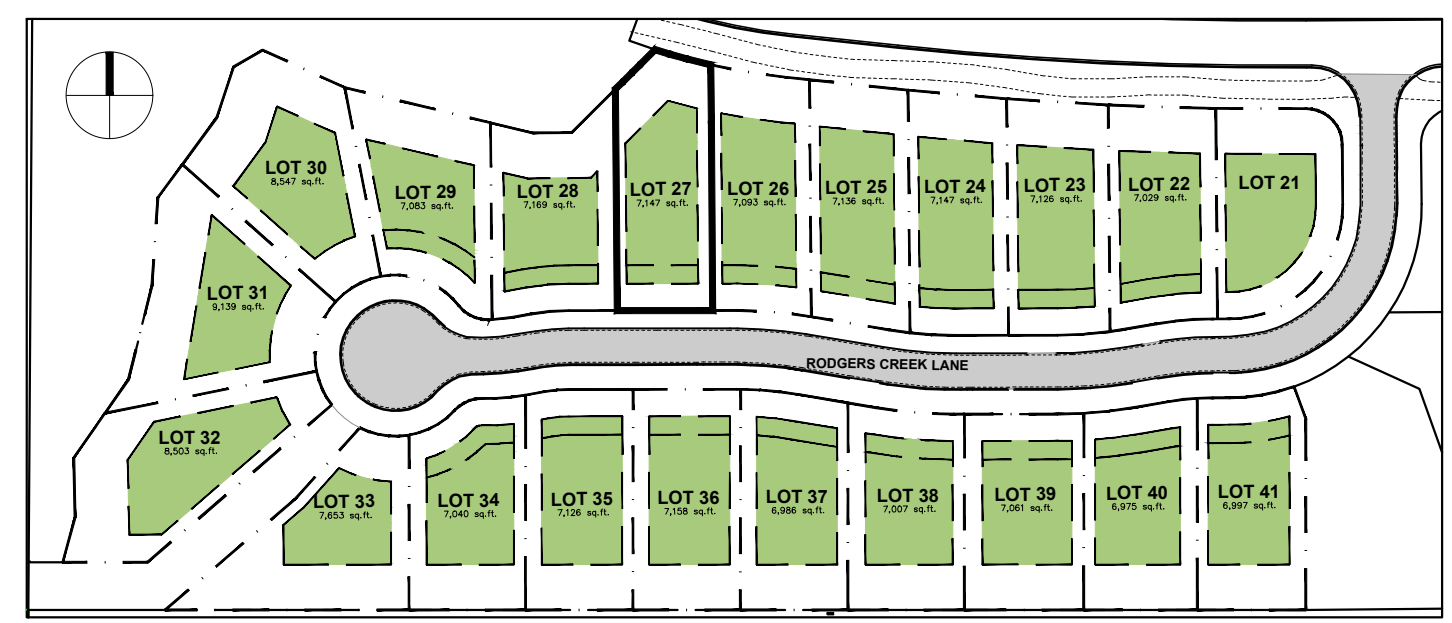 LOT 30
8,547 sq.ft.
LOT 29
7,083 sq.ft.
LOT 28
7,169 sq.ft.
LOT 27
7,147 sq.ft.
LOT 26
7,093 sq.ft.
LOT 25
7,136 sq.ft.
LOT 24
7,147 sq.ft.
LOT 23
7,126 sq.ft.
LOT 22
7,029 sq.ft.
LOT 21
LOT 31
9,139 sq.ft.
RODGERS CREEK LANE
LOT 32
8,503 sq.ft.
LOT 33
7,653 sq.ft.
LOT 34
7,040 sq.ft.
LOT 35
7,126 sq.ft.
LOT 36
7,158 sq.ft.
LOT 37
6,986 sq.ft.
LOT 38
7,007 sq.ft.
LOT 39
7,061 sq.ft.
LOT 40
6,975 sq.ft.
LOT 41
6,997 sq.ft.